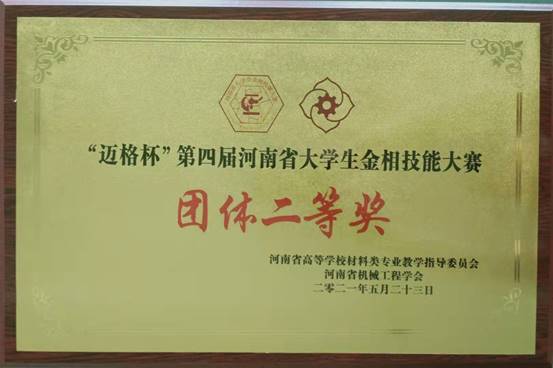 “迈格杯”第四届河南省大学生金相技能大赛
团体二等奖
河南省高等学校材料类专业教学指导委员会
河南省机械工程学会
二零二一年五月二十三日